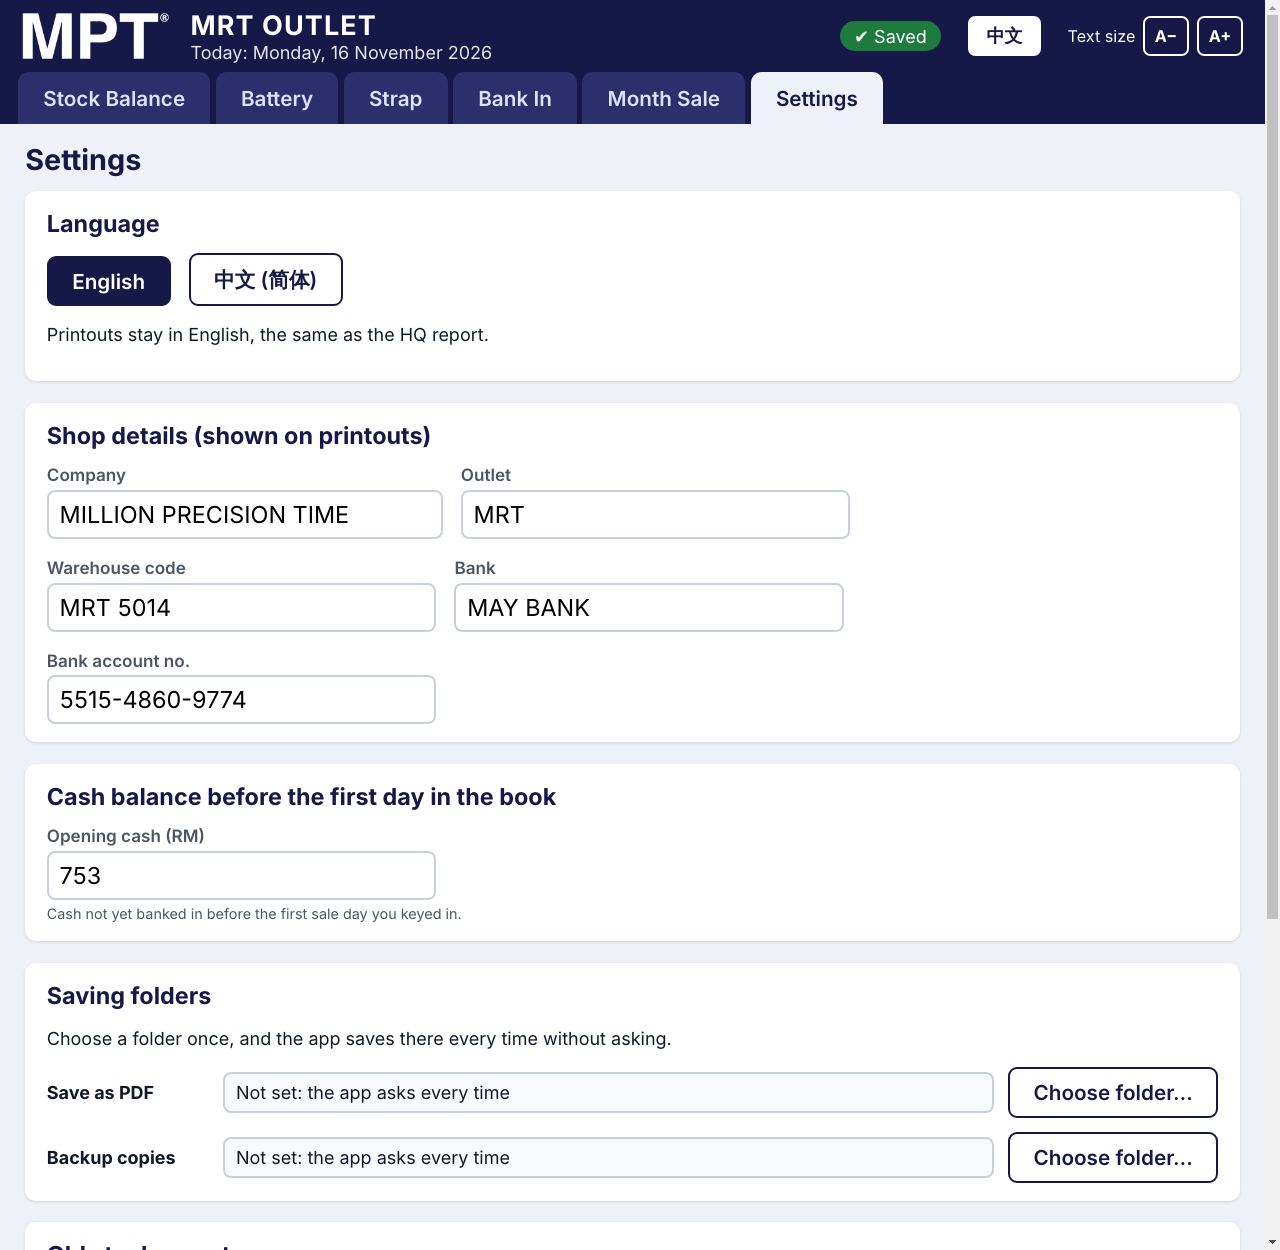 MPT®
MRT OUTLET
Today: Monday, 16 November 2026
✔ Saved
中文
Text size
A−
A+
Stock Balance
Battery
Strap
Bank In
Month Sale
Settings
Settings
Language
English
中文 (简体)
Printouts stay in English, the same as the HQ report.
Shop details (shown on printouts)
Company
Outlet
MILLION PRECISION TIME
MRT
Warehouse code
Bank
MRT 5014
MAY BANK
Bank account no.
5515-4860-9774
Cash balance before the first day in the book
Opening cash (RM)
753
Cash not yet banked in before the first sale day you keyed in.
Saving folders
Choose a folder once, and the app saves there every time without asking.
Save as PDF
Not set: the app asks every time
Choose folder...
Backup copies
Not set: the app asks every time
Choose folder...